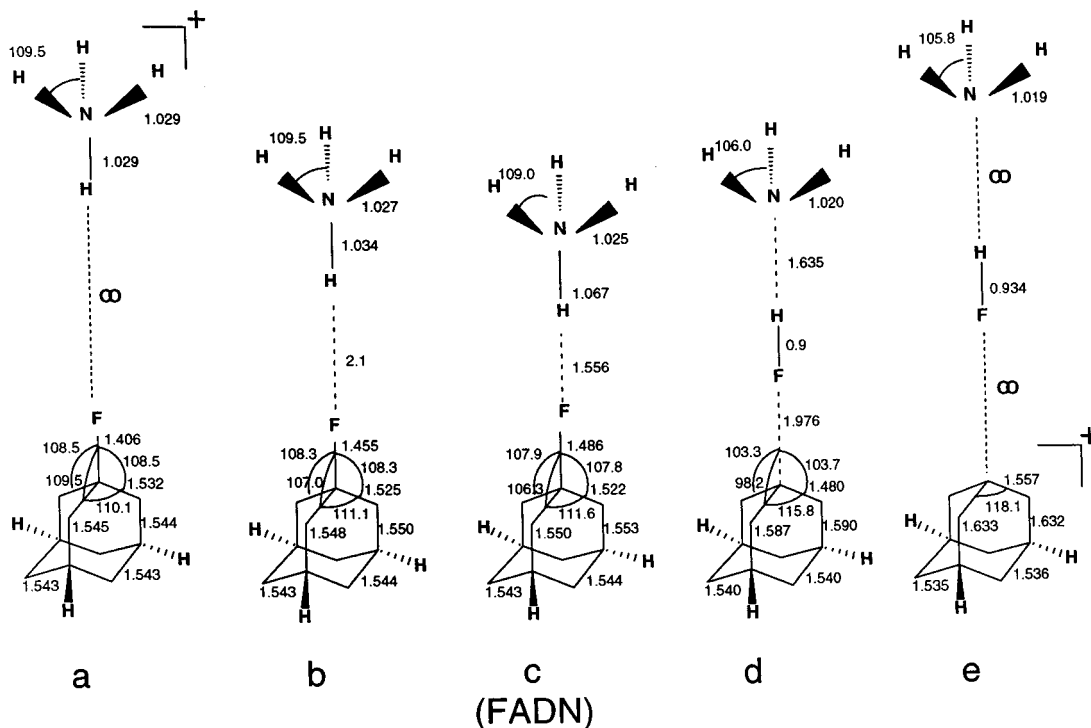 +
109.5
H
H
H
N
1.029
1.029
H
∞
F
1.406
108.5
108.5
109.5
1.532
110.1
1.545
1.544
H
H
1.543
1.543
H
a
109.5
H
H
H
N
1.027
1.034
H
2.1
F
1.455
108.3
108.3
107.0
1.525
111.1
1.548
1.550
H
H
1.543
1.544
H
b
109.0
H
H
H
N
1.025
1.067
H
1.556
F
1.486
107.9
107.8
106.3
1.522
111.6
1.550
1.553
H
H
1.543
1.544
H
c
(FADN)
106.0
H
H
H
N
1.020
1.635
H
0.9
F
1.976
103.3
103.7
98.2
1.480
115.8
1.587
1.590
H
H
1.540
1.540
H
d
105.8
H
H
H
N
1.019
∞
H
0.934
F
∞
+
1.557
118.1
1.633
1.632
H
H
1.535
1.536
H
e